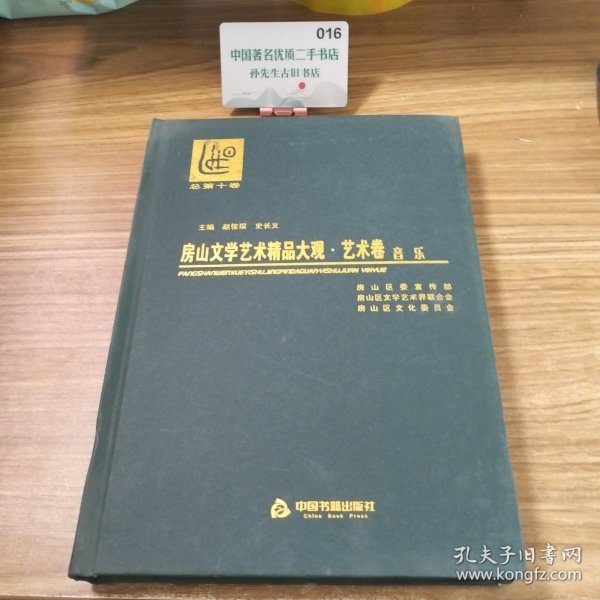 016
中国著名优质二手书店
孙先生古旧书店
总第十卷
主编 赵佳琛 史长义
房山文学艺术精品大观·艺术卷 音乐
FANGSHANWENXUEYISHUJINGPINDAGUAN·YISHUJUAN YINYUE
房山区委宣传部
房山区文学艺术界联合会
房山区文化委员会
中国书籍出版社
China Book Press
孔夫子旧书网
www.kongfz.com